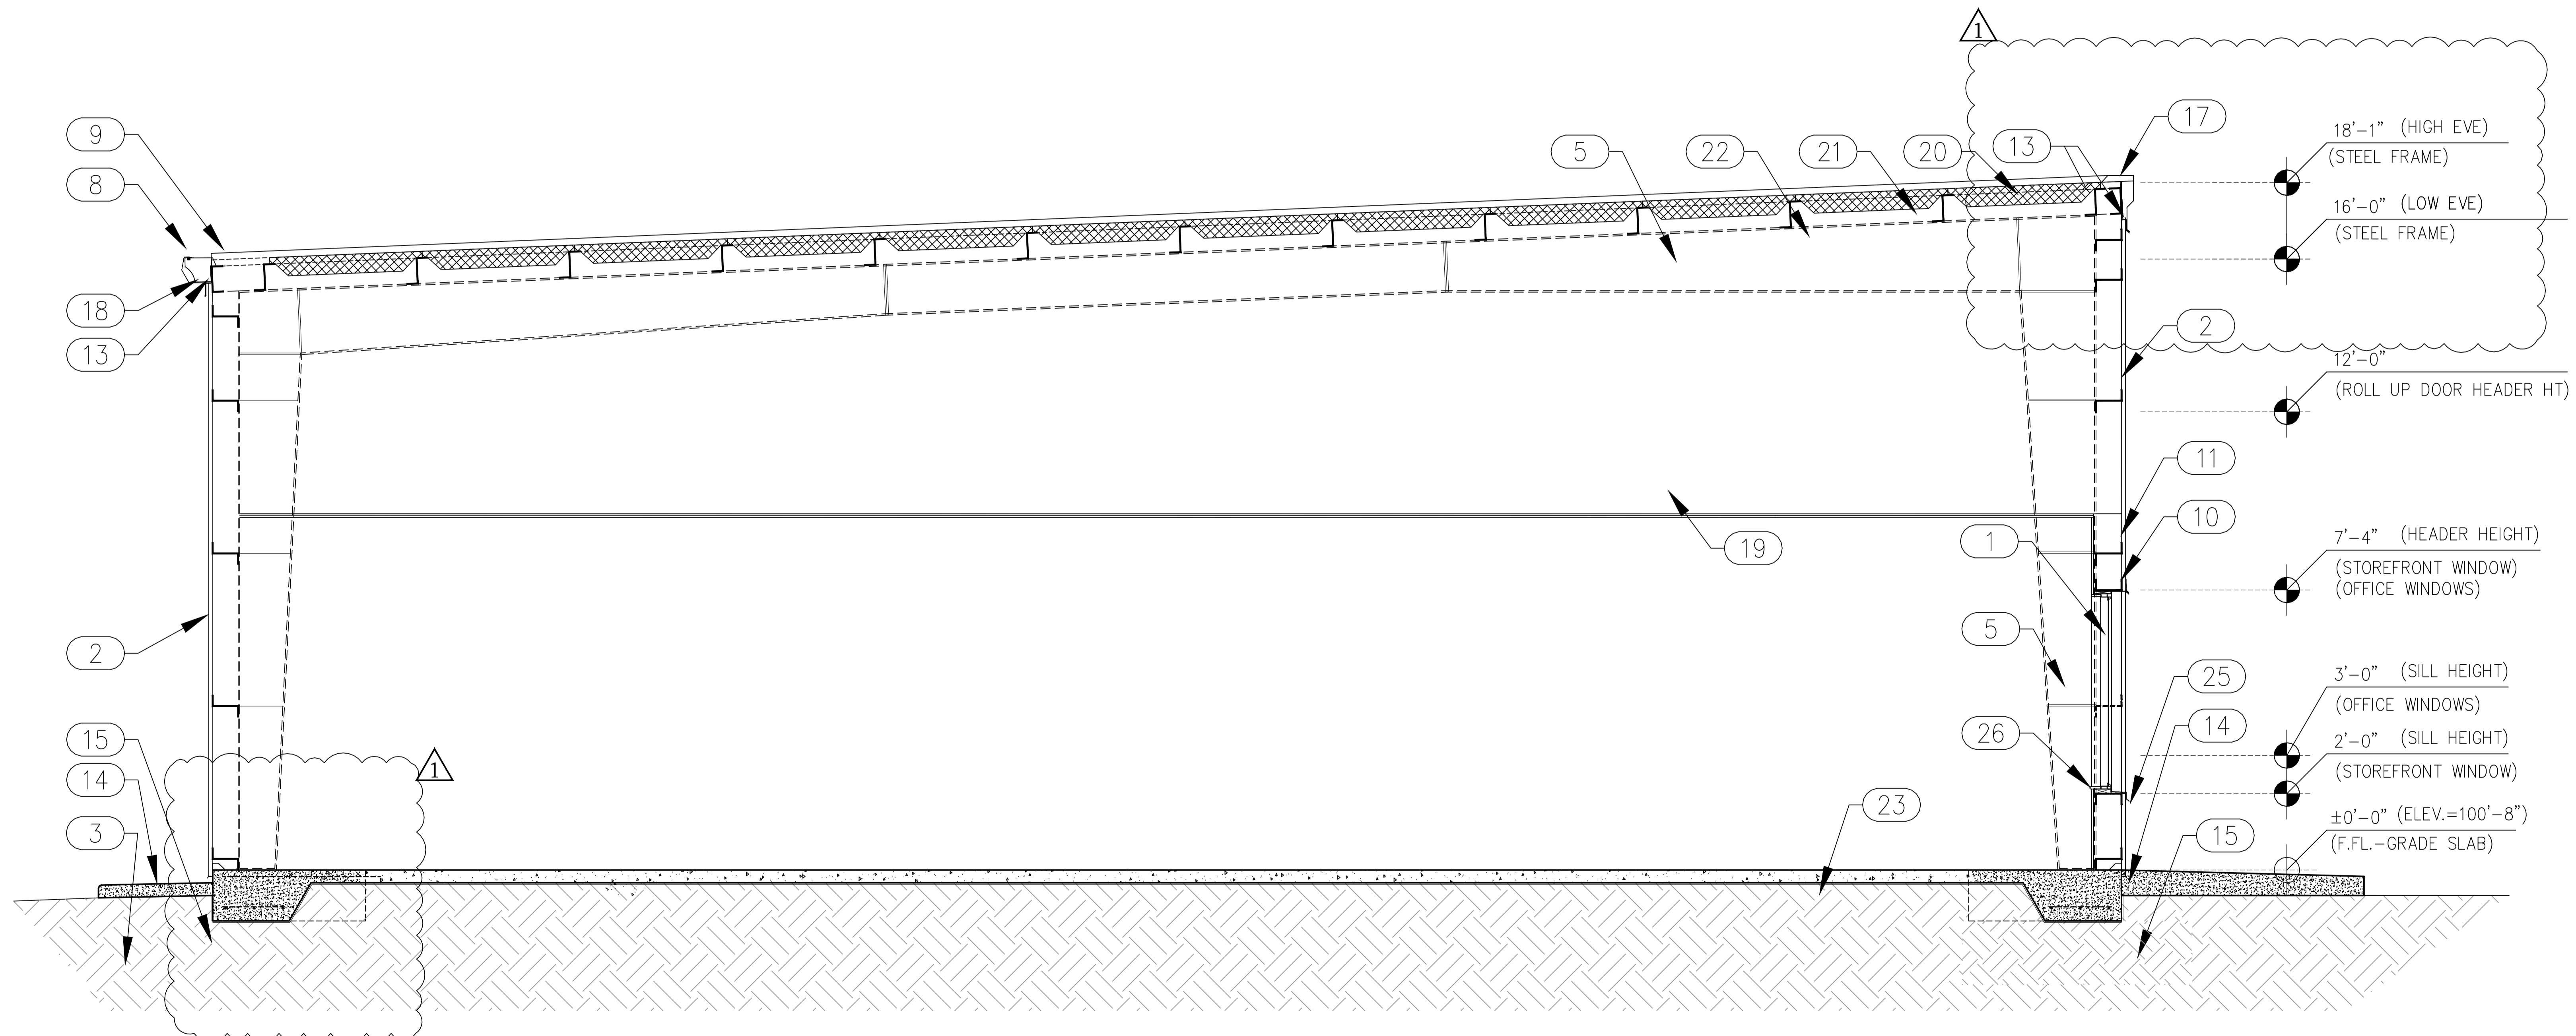 1
9
8
18
13
2
15
14
3
1
5
22
21
20
13
17
2
11
10
1
19
5
26
25
14
23
15
18'-1" (HIGH EVE)
(STEEL FRAME)
16'-0" (LOW EVE)
(STEEL FRAME)
12'-0"
(ROLL UP DOOR HEADER HT)
7'-4" (HEADER HEIGHT)
(STOREFRONT WINDOW)
(OFFICE WINDOWS)
3'-0" (SILL HEIGHT)
(OFFICE WINDOWS)
2'-0" (SILL HEIGHT)
(STOREFRONT WINDOW)
±0'-0" (ELEV.=100'-8")
(F.FL.-GRADE SLAB)